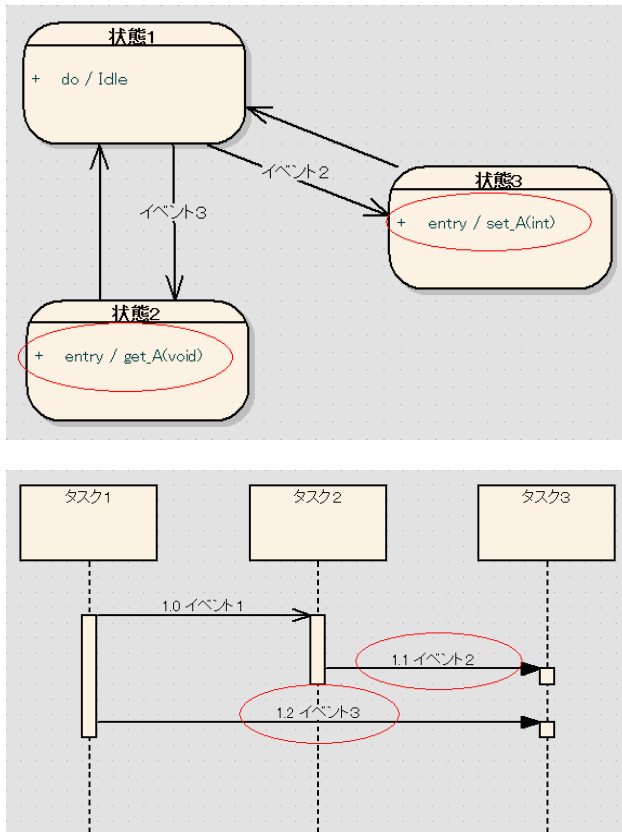 状態1
+ do / Idle
イベント2
状態3
イベント3
+ entry / set_A(int)
状態2
+ entry / get_A(void)
タスク1
タスク2
タスク3
1.0 イベント1
1.1 イベント2
1.2 イベント3